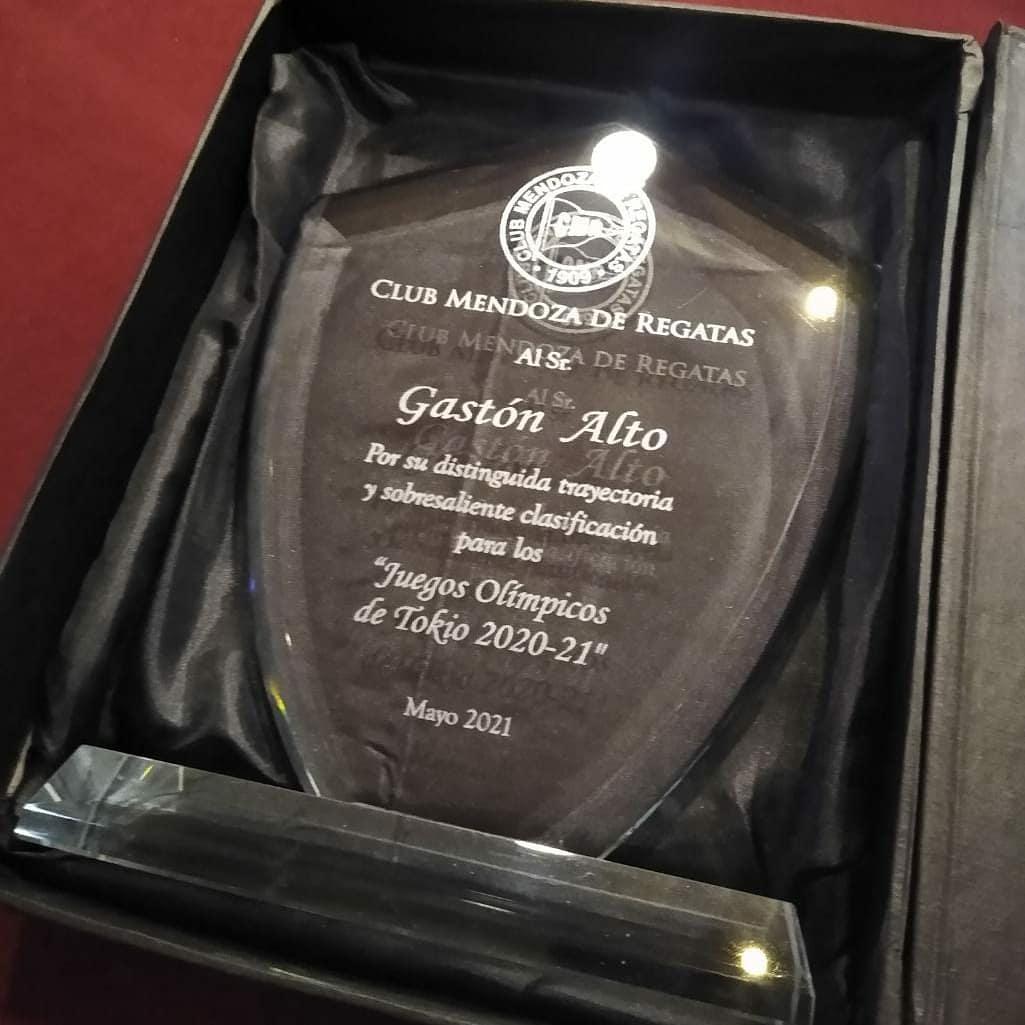 CLUB MENDOZA DE REGATAS
CMR
1909
CLUB MENDOZA DE REGATAS
Al Sr.
Gastón Alto
Por su distinguida trayectoria
y sobresaliente clasificación
para los
"Juegos Olímpicos
de Tokio 2020-21"
Mayo 2021